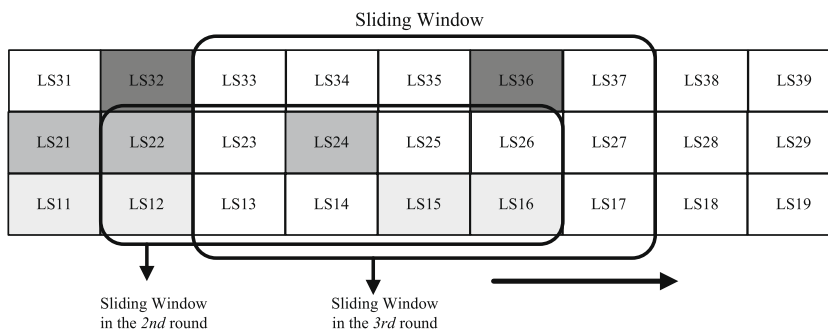 Sliding Window
LS31 LS32 LS33 LS34 LS35 LS36 LS37 LS38 LS39
LS21 LS22 LS23 LS24 LS25 LS26 LS27 LS28 LS29
LS11 LS12 LS13 LS14 LS15 LS16 LS17 LS18 LS19
Sliding Window
in the 2nd round
Sliding Window
in the 3rd round